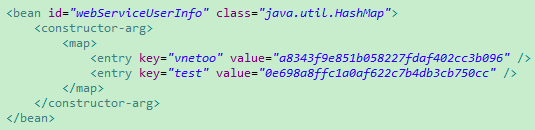 <bean id="webServiceUserInfo" class="java.util.HashMap">
<constructor-arg>
<map>
<entry key="vnetoo" value="a8343f9e851b058227fdaf402cc3b096" />
<entry key="test" value="0e698a8ffc1a0af622c7b4db3cb750cc" />
</map>
</constructor-arg>
</bean>